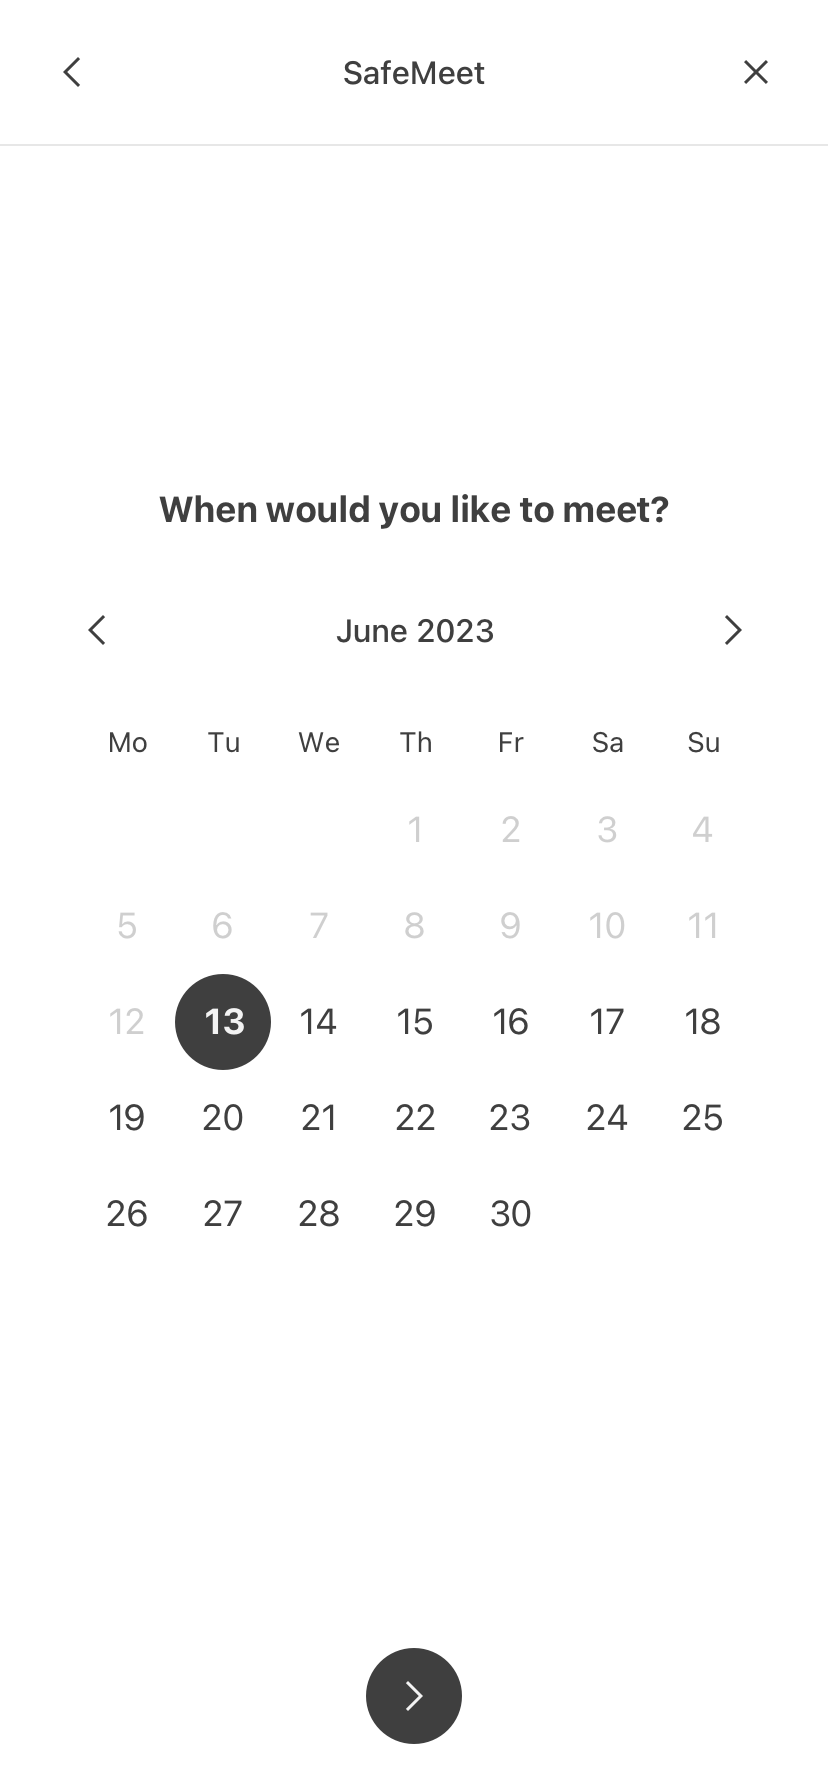 SafeMeet
When would you like to meet?
June 2023
Mo Tu We Th Fr Sa Su
1 2 3 4
5 6 7 8 9 10 11
12 13 14 15 16 17 18
19 20 21 22 23 24 25
26 27 28 29 30